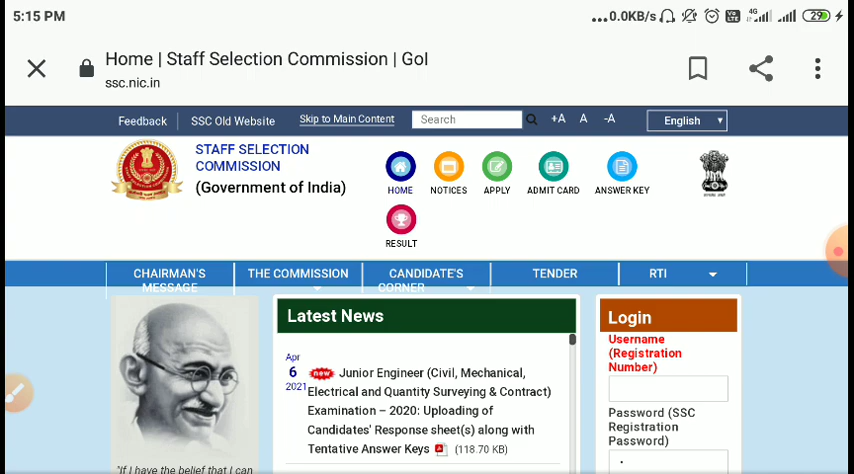 5:15 PM
...0.0KB/s
4G
29
Home | Staff Selection Commission | GoI
ssc.nic.in
Feedback
SSC Old Website
Skip to Main Content
Search
+A A -A
English
STAFF SELECTION
COMMISSION
(Government of India)
HOME
NOTICES
APPLY
ADMIT CARD
ANSWER KEY
RESULT
CHAIRMAN'S
MESSAGE
THE COMMISSION
CANDIDATE'S
CORNER
TENDER
RTI
"If I have the belief that I can
Latest News
Apr
6
2021
new Junior Engineer (Civil, Mechanical,
Electrical and Quantity Surveying & Contract)
Examination – 2020: Uploading of
Candidates' Response sheet(s) along with
Tentative Answer Keys (118.70 KB)
Login
Username
(Registration
Number)
Password (SSC
Registration
Password)